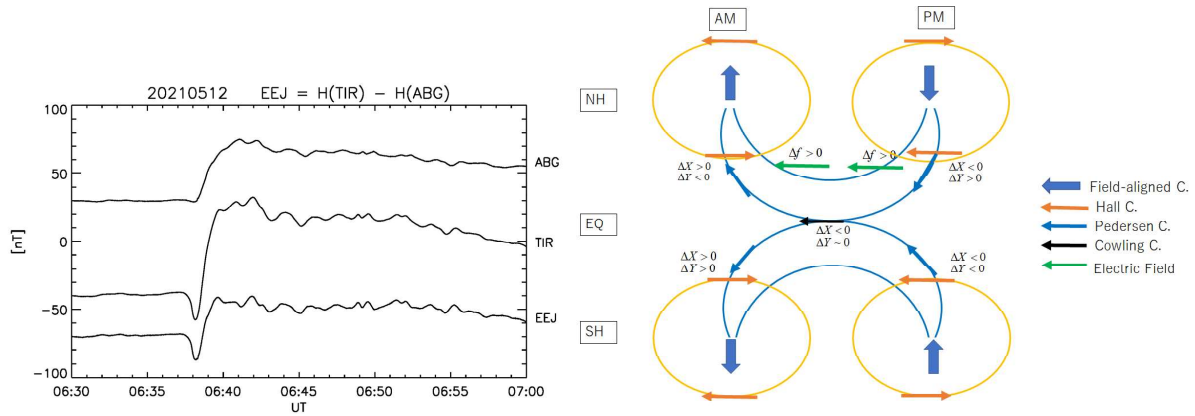 20210512 EEJ = H(TIR) − H(ABG)
100
50
0
−50
−100
[nT]
ABG
TIR
EEJ
06:30 06:35 06:40 06:45 06:50 06:55 07:00
UT
AM PM
NH
Δf > 0 Δf > 0
ΔX > 0
ΔY < 0
ΔX < 0
ΔY > 0
EQ
ΔX < 0
ΔY ~ 0
ΔX > 0
ΔY > 0
ΔX < 0
ΔY < 0
SH
Field-aligned C.
Hall C.
Pedersen C.
Cowling C.
Electric Field